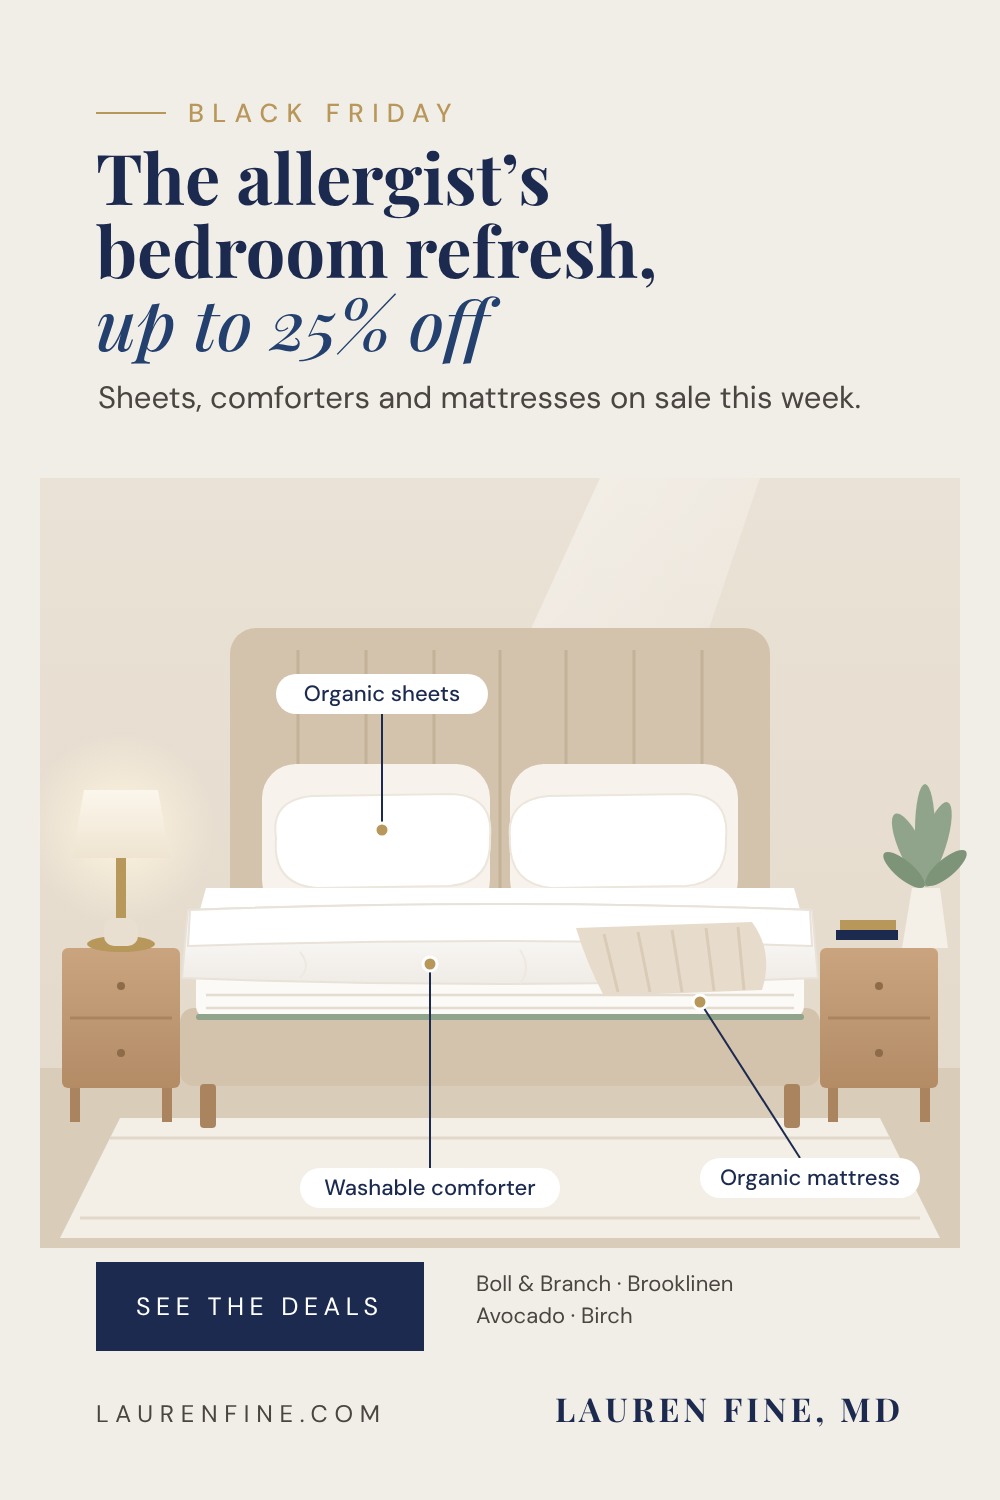 BLACK FRIDAY
The allergist’s
bedroom refresh,
up to 25% off
Sheets, comforters and mattresses on sale this week.
Organic sheets
Washable comforter
Organic mattress
SEE THE DEALS
Boll & Branch · Brooklinen
Avocado · Birch
LAURENFINE.COM
LAUREN FINE, MD